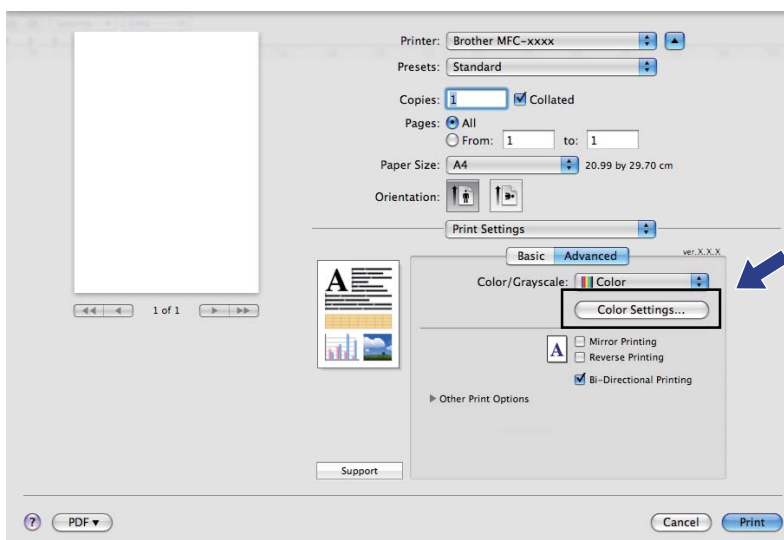 Printer: Brother MFC-xxxx
Presets: Standard
Copies: 1 Collated
Pages: All
From: 1 to: 1
Paper Size: A4 20.99 by 29.70 cm
Orientation:
Print Settings
Basic Advanced ver.X.X.X
Color/Grayscale: Color
Color Settings...
Mirror Printing
Reverse Printing
Bi-Directional Printing
Other Print Options
1 of 1
A
A
Support
? PDF Cancel Print